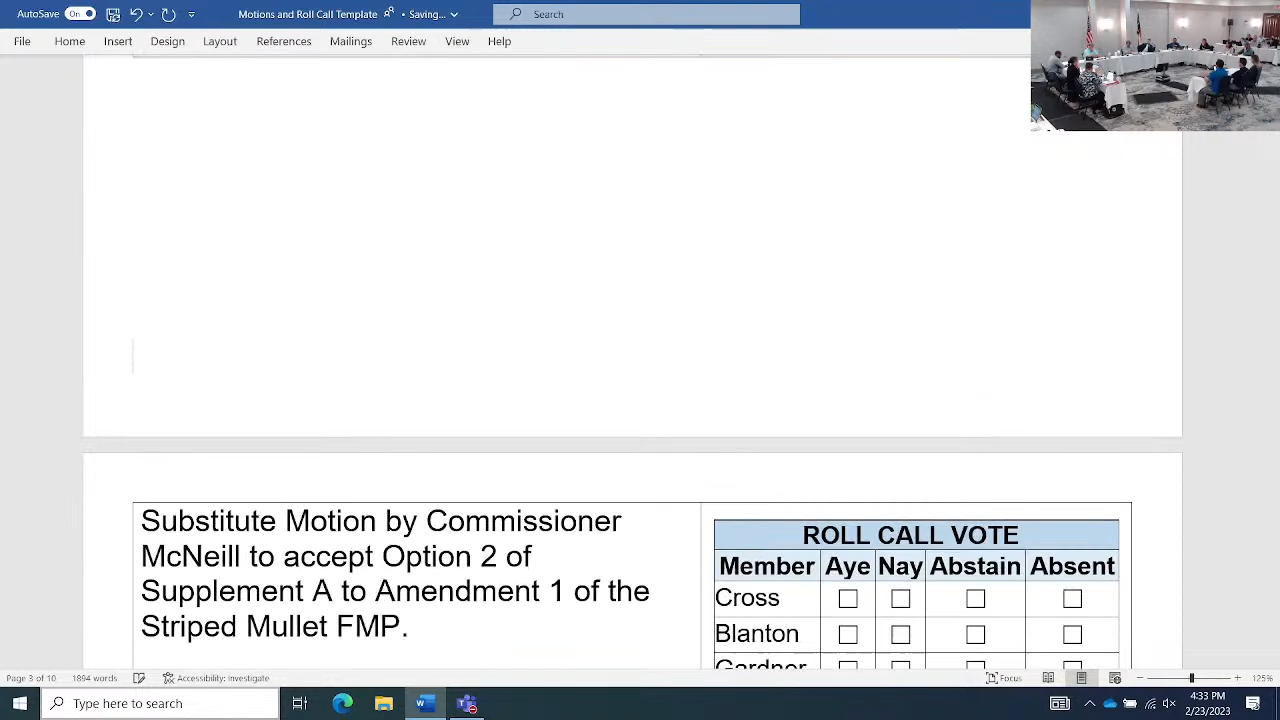 AutoSave On Motion and Roll Call Template • Saving... Search
File Home Insert Design Layout References Mailings Review View Help
Substitute Motion by Commissioner
McNeill to accept Option 2 of
Supplement A to Amendment 1 of the
Striped Mullet FMP.
ROLL CALL VOTE
Member Aye Nay Abstain Absent
Cross ☐ ☐ ☐ ☐
Blanton ☐ ☐ ☐ ☐
Gardner ☐ ☐ ☐ ☐
Page 3 of 10 1894 words Accessibility: Investigate Focus 125%
Type here to search
4:33 PM
2/23/2023